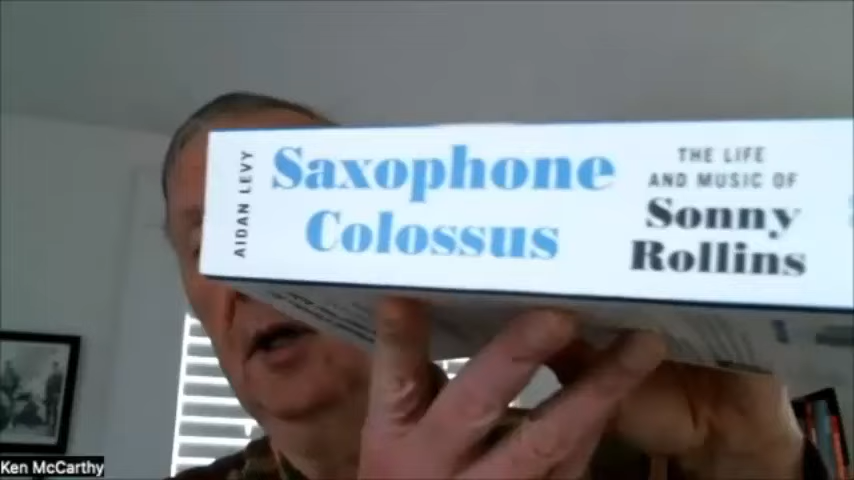 AIDAN LEVY
Saxophone
Colossus
THE LIFE
AND MUSIC OF
Sonny
Rollins
Ken McCarthy